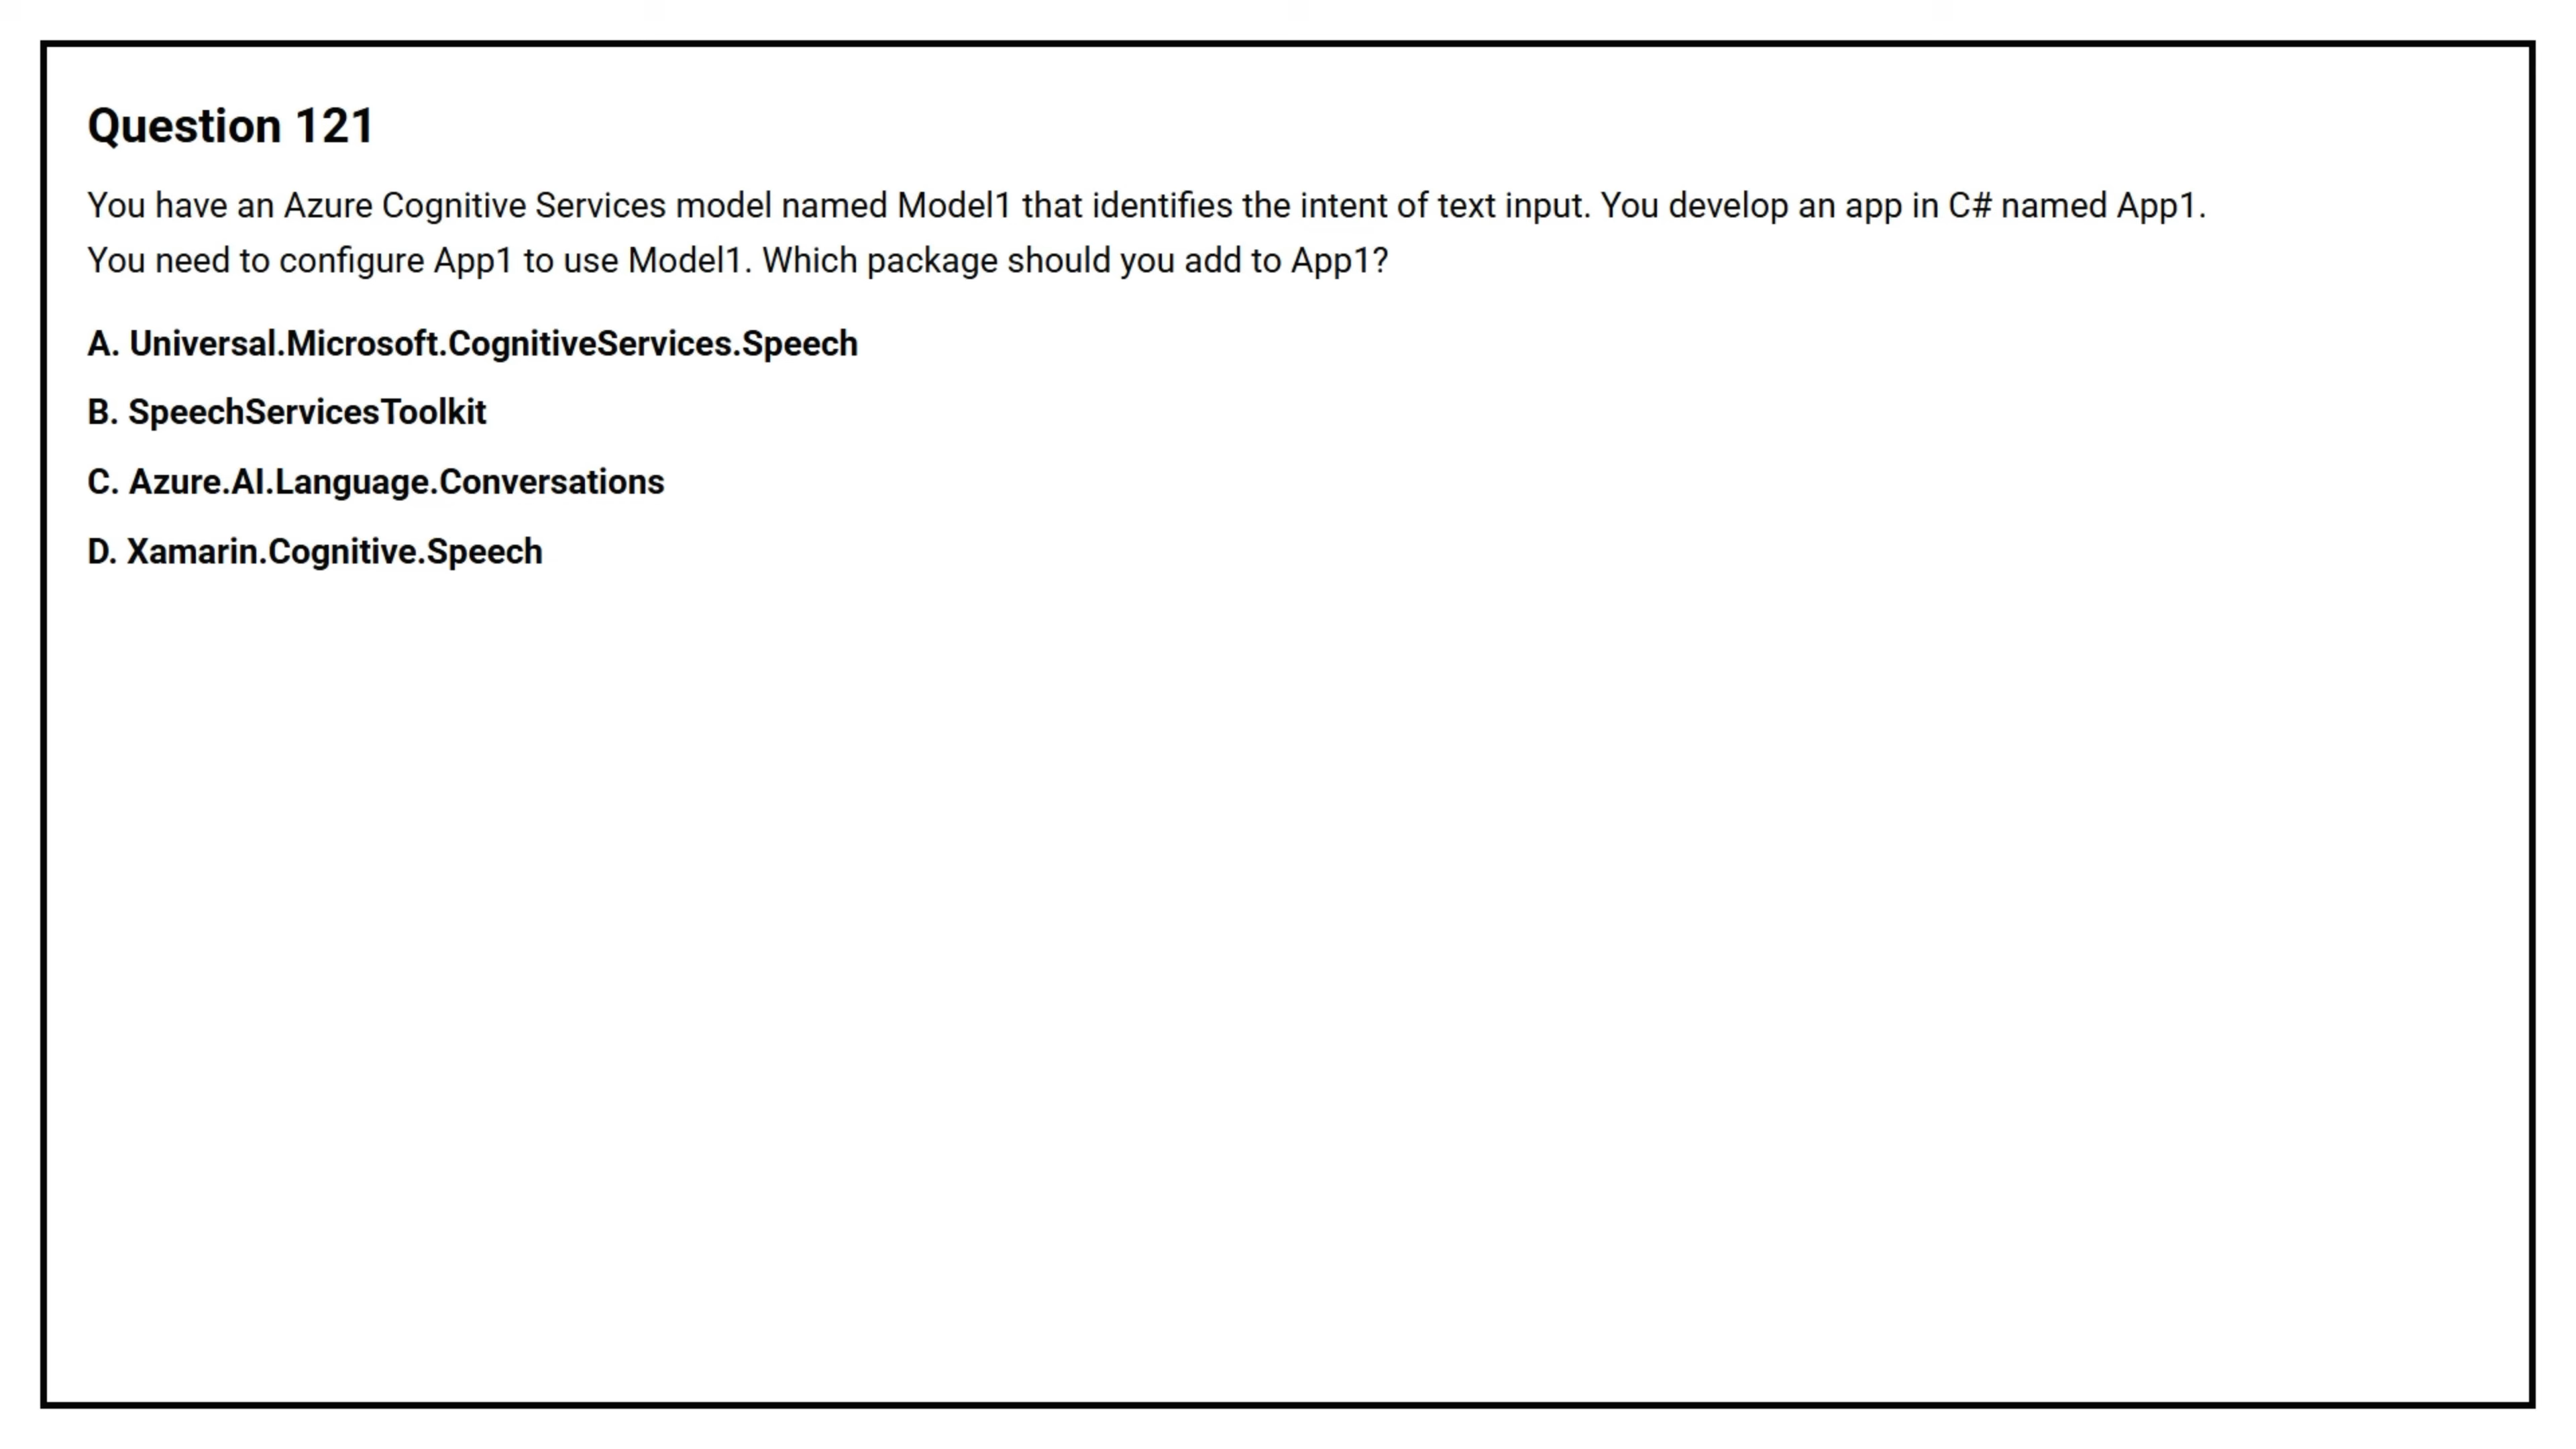 Question 121
You have an Azure Cognitive Services model named Model1 that identifies the intent of text input. You develop an app in C# named App1.
You need to configure App1 to use Model1. Which package should you add to App1?
A. Universal.Microsoft.CognitiveServices.Speech
B. SpeechServicesToolkit
C. Azure.AI.Language.Conversations
D. Xamarin.Cognitive.Speech